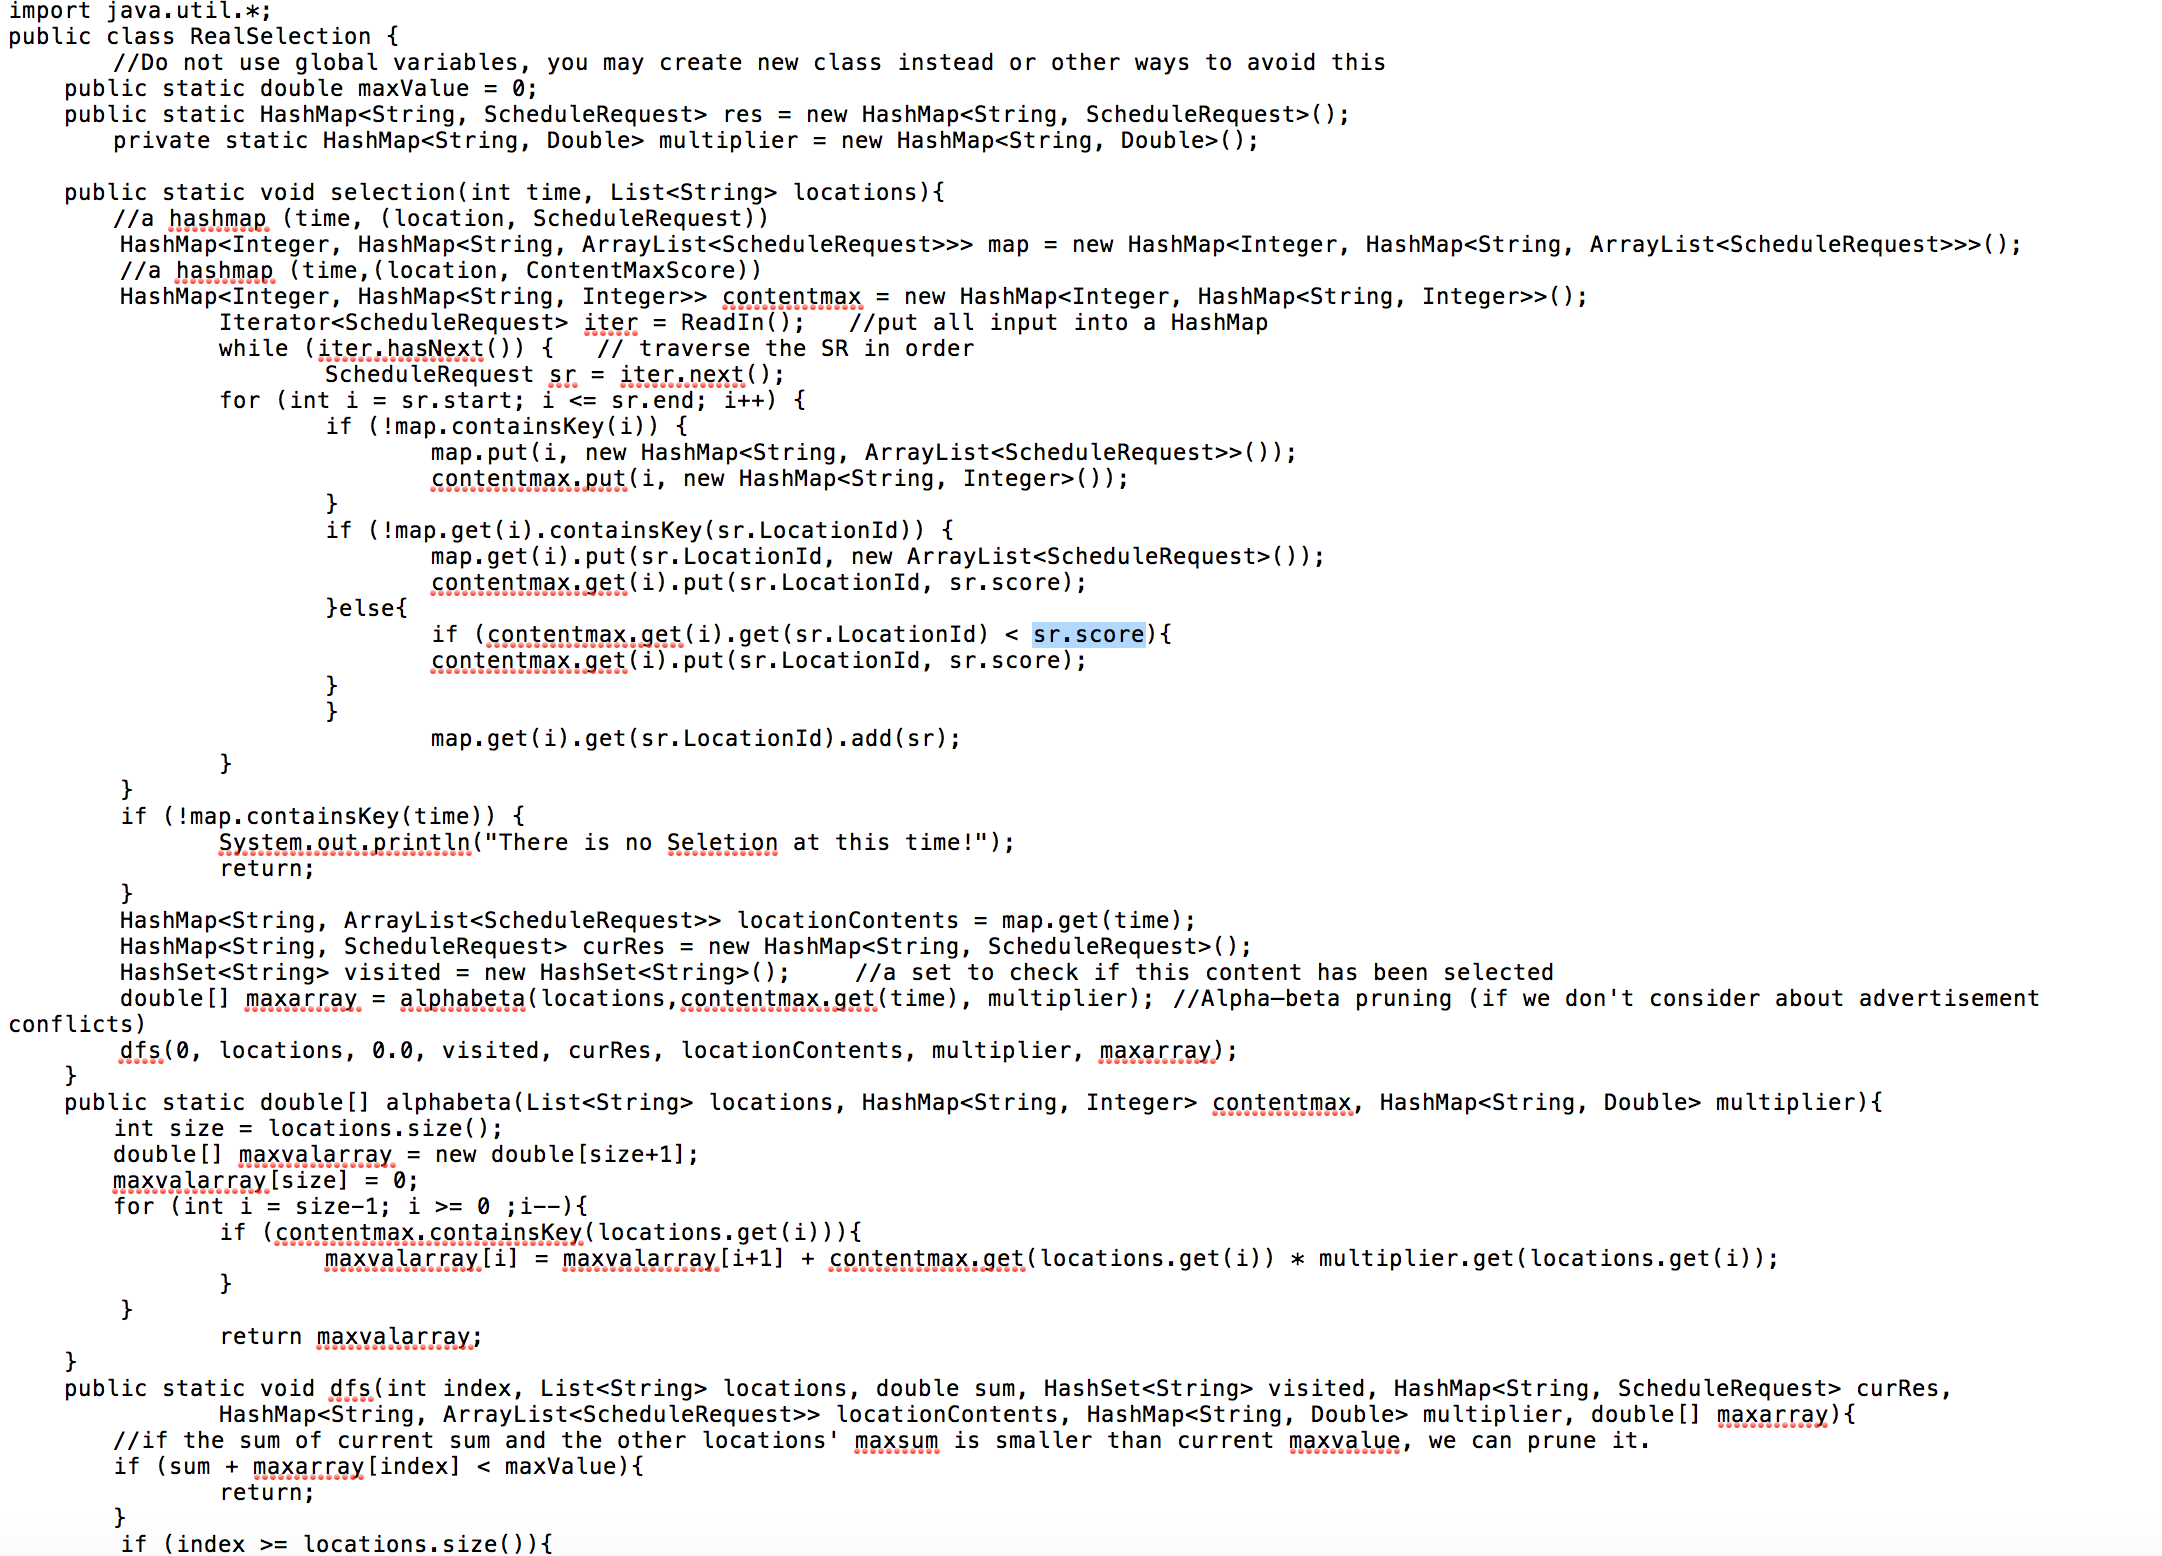 import java.util.*;
public class RealSelection {
//Do not use global variables, you may create new class instead or other ways to avoid this
public static double maxValue = 0;
public static HashMap<String, ScheduleRequest> res = new HashMap<String, ScheduleRequest>();
private static HashMap<String, Double> multiplier = new HashMap<String, Double>();
public static void selection(int time, List<String> locations){
//a hashmap (time, (location, ScheduleRequest))
HashMap<Integer, HashMap<String, ArrayList<ScheduleRequest>>> map = new HashMap<Integer, HashMap<String, ArrayList<ScheduleRequest>>>();
//a hashmap (time,(location, ContentMaxScore))
HashMap<Integer, HashMap<String, Integer>> contentmax = new HashMap<Integer, HashMap<String, Integer>>();
Iterator<ScheduleRequest> iter = ReadIn();   //put all input into a HashMap
while (iter.hasNext()) {   // traverse the SR in order
ScheduleRequest sr = iter.next();
for (int i = sr.start; i <= sr.end; i++) {
if (!map.containsKey(i)) {
map.put(i, new HashMap<String, ArrayList<ScheduleRequest>>());
contentmax.put(i, new HashMap<String, Integer>());
}
if (!map.get(i).containsKey(sr.LocationId)) {
map.get(i).put(sr.LocationId, new ArrayList<ScheduleRequest>());
contentmax.get(i).put(sr.LocationId, sr.score);
}else{
if (contentmax.get(i).get(sr.LocationId) < sr.score){
contentmax.get(i).put(sr.LocationId, sr.score);
}
}
map.get(i).get(sr.LocationId).add(sr);
}
}
if (!map.containsKey(time)) {
System.out.println("There is no Seletion at this time!");
return;
}
HashMap<String, ArrayList<ScheduleRequest>> locationContents = map.get(time);
HashMap<String, ScheduleRequest> curRes = new HashMap<String, ScheduleRequest>();
HashSet<String> visited = new HashSet<String>();    //a set to check if this content has been selected
double[] maxarray = alphabeta(locations,contentmax.get(time), multiplier); //Alpha–beta pruning (if we don't consider about advertisement
conflicts)
dfs(0, locations, 0.0, visited, curRes, locationContents, multiplier, maxarray);
}
public static double[] alphabeta(List<String> locations, HashMap<String, Integer> contentmax, HashMap<String, Double> multiplier){
int size = locations.size();
double[] maxvalarray = new double[size+1];
maxvalarray[size] = 0;
for (int i = size-1; i >= 0 ;i--){
if (contentmax.containsKey(locations.get(i))){
maxvalarray[i] = maxvalarray[i+1] + contentmax.get(locations.get(i)) * multiplier.get(locations.get(i));
}
}
return maxvalarray;
}
public static void dfs(int index, List<String> locations, double sum, HashSet<String> visited, HashMap<String, ScheduleRequest> curRes,
HashMap<String, ArrayList<ScheduleRequest>> locationContents, HashMap<String, Double> multiplier, double[] maxarray){
//if the sum of current sum and the other locations' maxsum is smaller than current maxvalue, we can prune it.
if (sum + maxarray[index] < maxValue){
return;
}
if (index >= locations.size()){